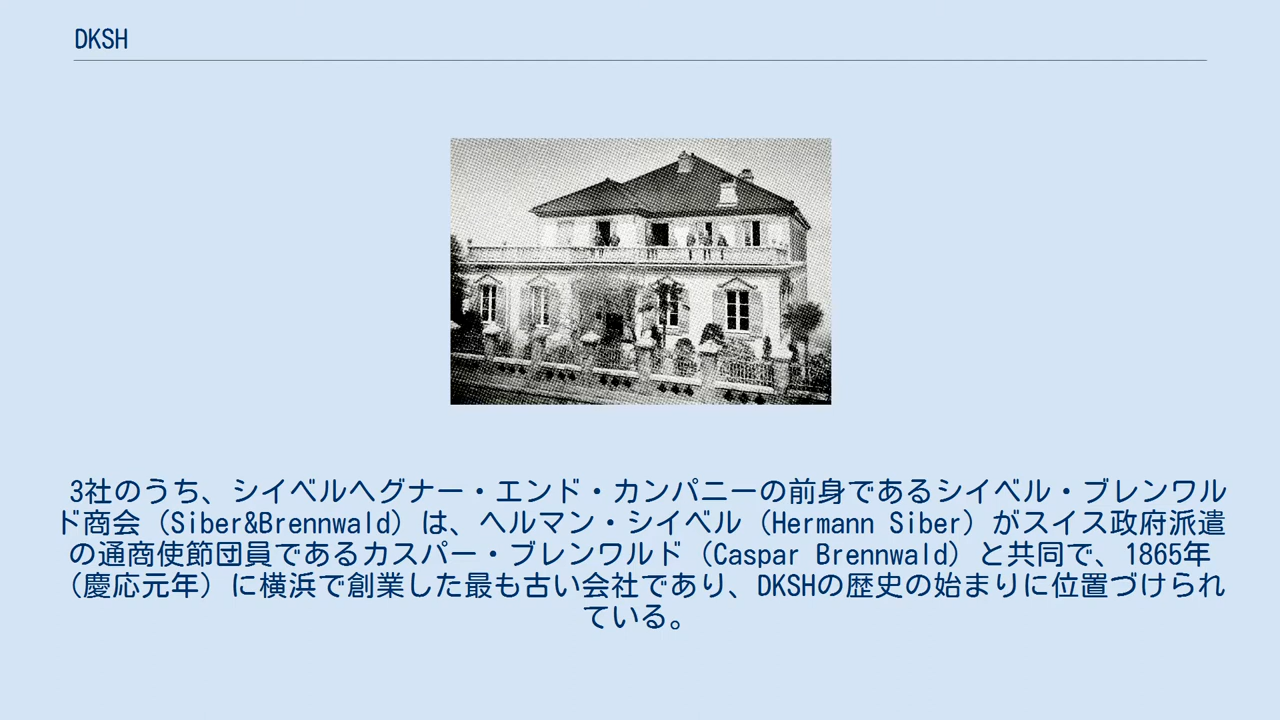 DKSH
3社のうち、シイベルヘグナー・エンド・カンパニーの前身であるシイベル・ブレンワル
ド商会（Siber&Brennwald）は、ヘルマン・シイベル（Hermann Siber）がスイス政府派遣
の通商使節団員であるカスパー・ブレンワルド（Caspar Brennwald）と共同で、1865年
（慶応元年）に横浜で創業した最も古い会社であり、DKSHの歴史の始まりに位置づけられ
ている。